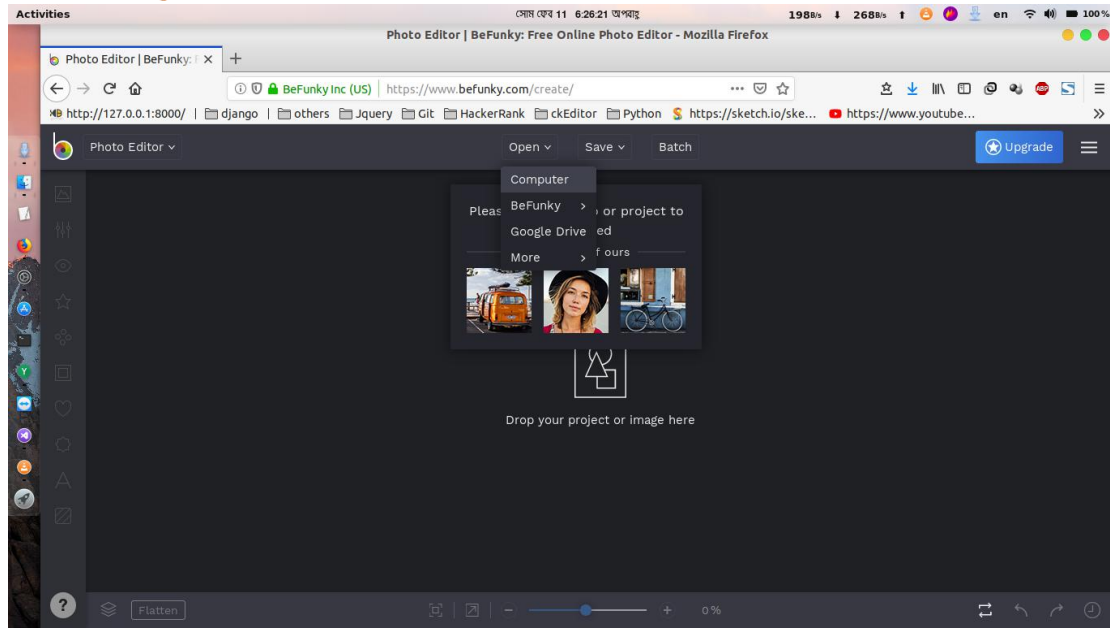 Activities
সোম ফেব 11 6:26:21 অপরাহ্ণ
198B/s 268B/s en 100%
Photo Editor | BeFunky: Free Online Photo Editor - Mozilla Firefox
Photo Editor | BeFunky: F
BeFunky Inc (US) https://www.befunky.com/create/
http://127.0.0.1:8000/ | django | others Jquery Git HackerRank ckEditor Python https://sketch.io/ske... https://www.youtube...
Photo Editor Open Save Batch Upgrade
Computer
BeFunky
Google Drive
More
Pleas o or project to
ed
f ours
Drop your project or image here
? Flatten - + 0%